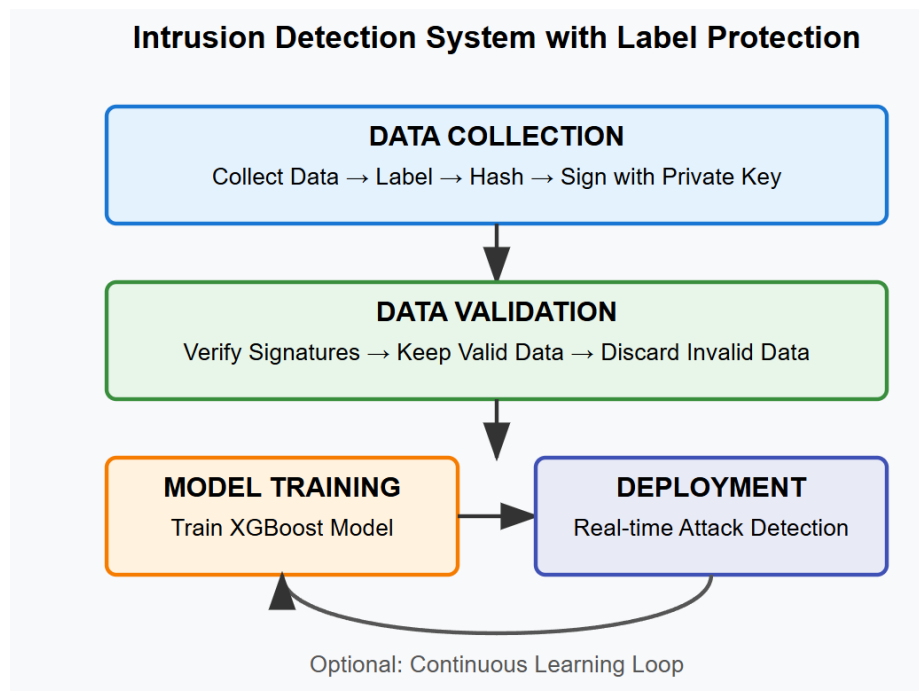 Intrusion Detection System with Label Protection
DATA COLLECTION
Collect Data → Label → Hash → Sign with Private Key
DATA VALIDATION
Verify Signatures → Keep Valid Data → Discard Invalid Data
MODEL TRAINING
Train XGBoost Model
DEPLOYMENT
Real-time Attack Detection
Optional: Continuous Learning Loop